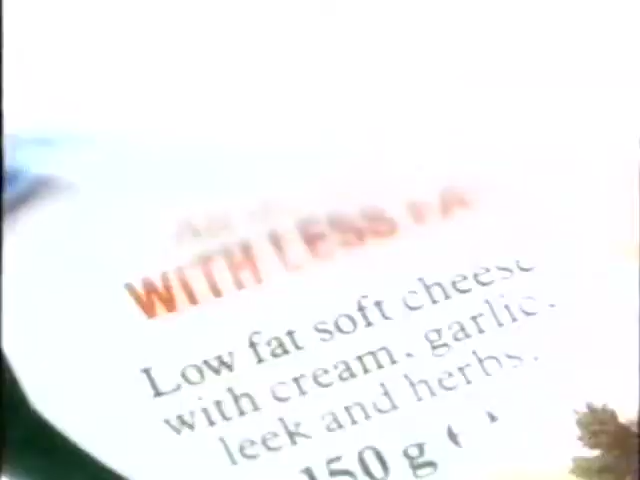 WITH LESS FA
Low fat soft cheese
with cream, garlic,
leek and herbs.
150 g